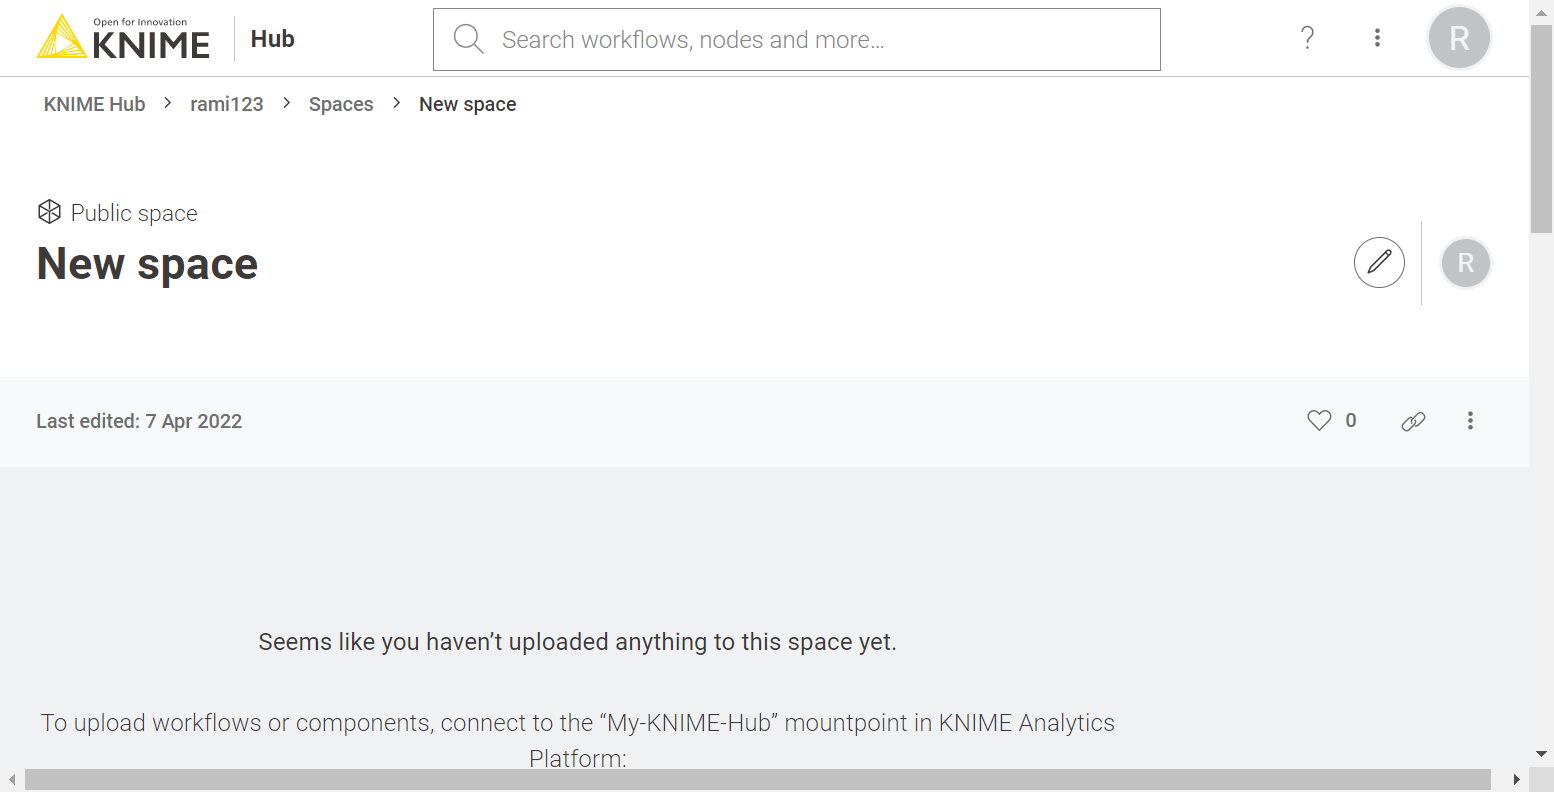 Open for Innovation
KNIME
Hub
Search workflows, nodes and more...
?
R
KNIME Hub > rami123 > Spaces > New space
Public space
New space
R
Last edited: 7 Apr 2022
0
Seems like you haven’t uploaded anything to this space yet.
To upload workflows or components, connect to the “My-KNIME-Hub” mountpoint in KNIME Analytics
Platform: